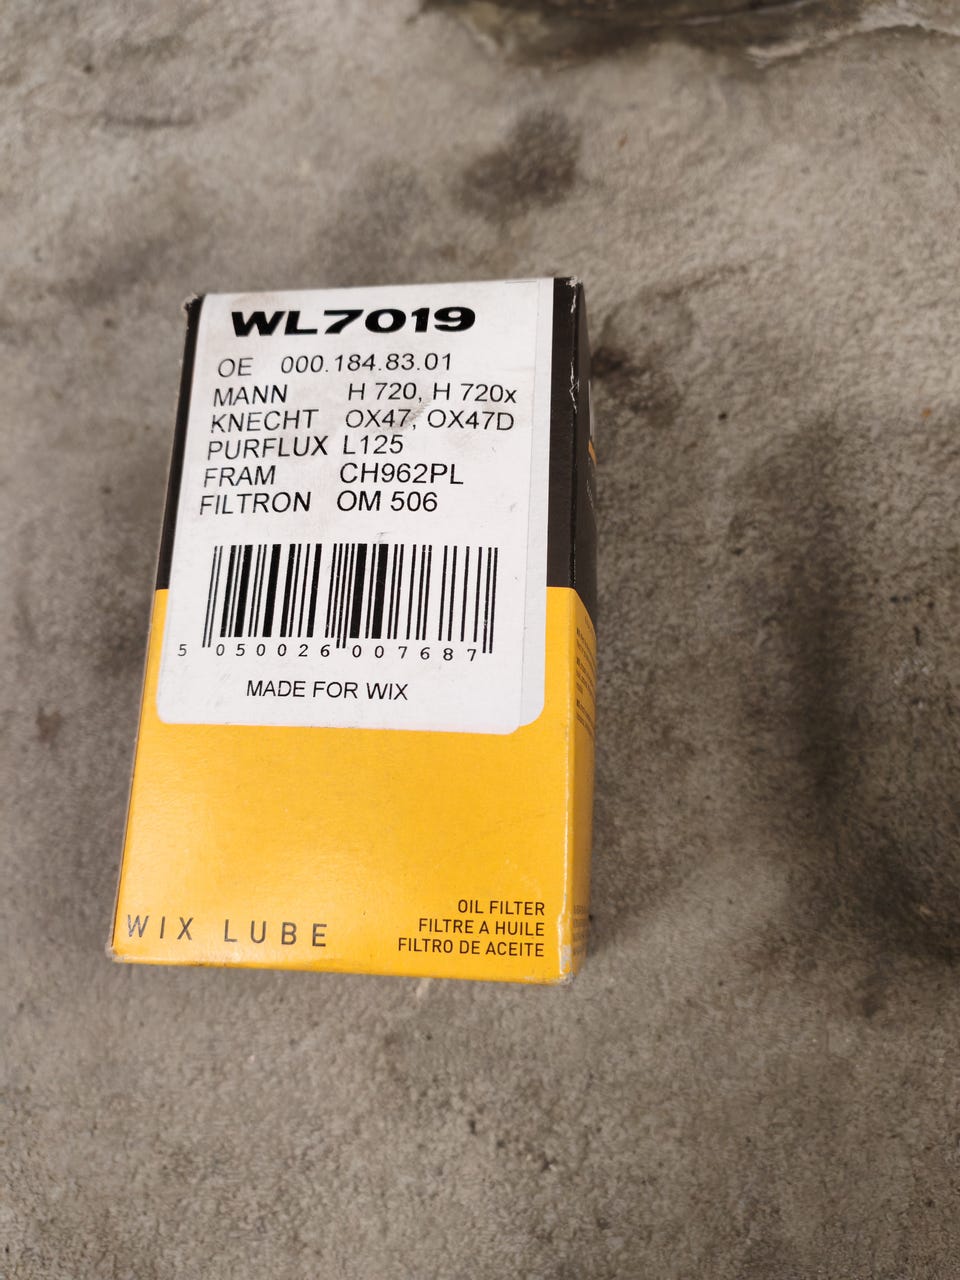 WL7019
OE 000.184.83.01
MANN H 720, H 720x
KNECHT OX47, OX47D
PURFLUX L125
FRAM CH962PL
FILTRON OM 506
5 050026 007687
MADE FOR WIX
WIX LUBE
OIL FILTER
FILTRE A HUILE
FILTRO DE ACEITE